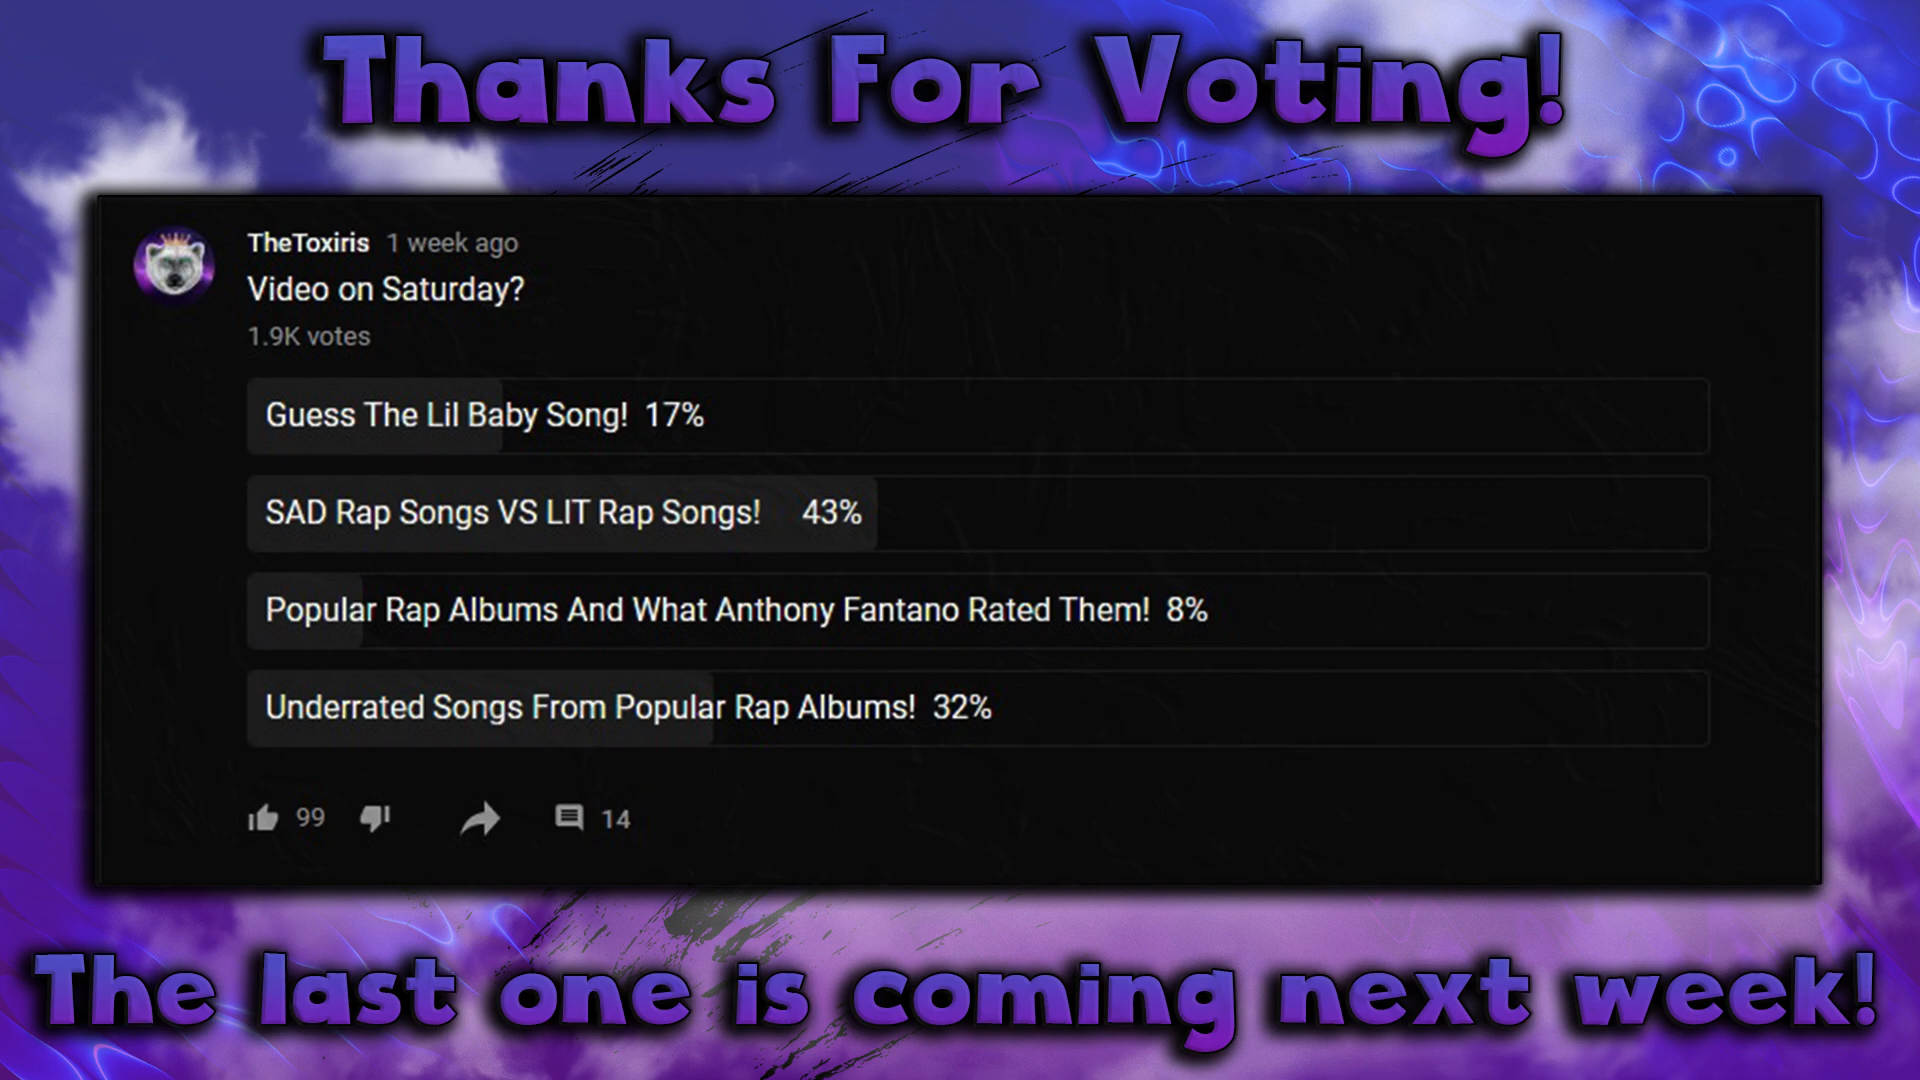 Thanks For Voting!
TheToxiris 1 week ago
Video on Saturday?
1.9K votes
Guess The Lil Baby Song! 17%
SAD Rap Songs VS LIT Rap Songs! 43%
Popular Rap Albums And What Anthony Fantano Rated Them! 8%
Underrated Songs From Popular Rap Albums! 32%
99 14
The last one is coming next week!